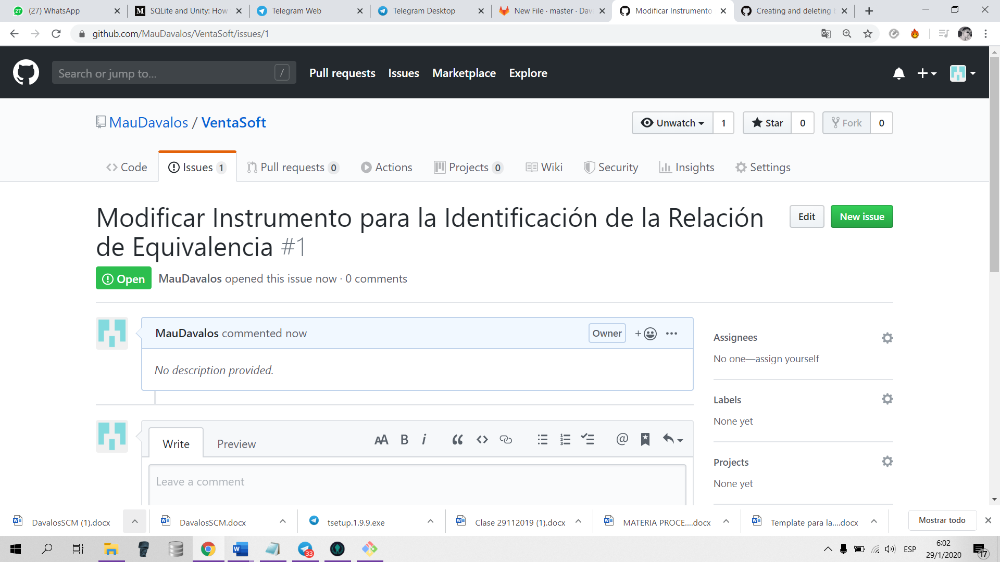 (27) WhatsApp
SQLite and Unity: How
Telegram Web
Telegram Desktop
New File · master · Dav
Modificar Instrumento
Creating and deleting
github.com/MauDavalos/VentaSoft/issues/1
Search or jump to...
/
Pull requests
Issues
Marketplace
Explore
MauDavalos / VentaSoft
Unwatch 1
Star 0
Fork 0
Code
Issues 1
Pull requests 0
Actions
Projects 0
Wiki
Security
Insights
Settings
Modificar Instrumento para la Identificación de la Relación
de Equivalencia #1
Edit
New issue
Open
MauDavalos opened this issue now · 0 comments
MauDavalos commented now
Owner
No description provided.
Assignees
No one—assign yourself
Labels
None yet
Projects
None yet
Write
Preview
Leave a comment
DavalosSCM (1).docx
DavalosSCM.docx
tsetup.1.9.9.exe
Clase 29112019 (1).docx
MATERIA PROCE....docx
Template para la....docx
Mostrar todo
33
ESP
6:02
29/1/2020
17